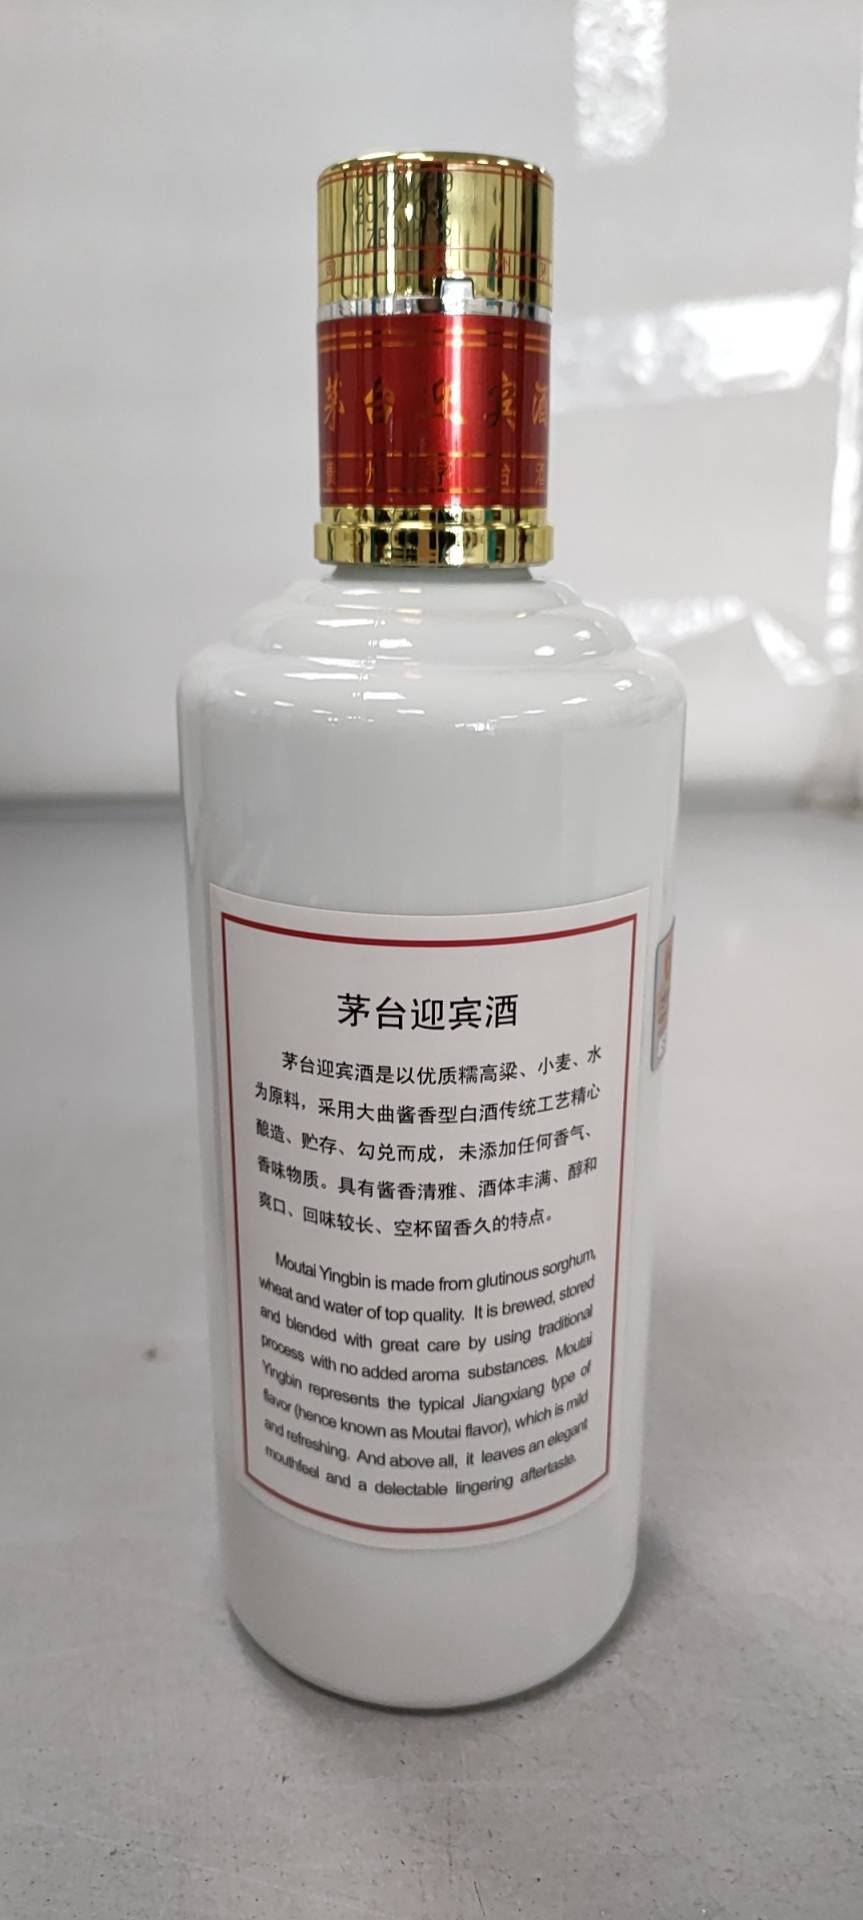 茅台迎宾酒
茅台迎宾酒
茅台迎宾酒是以优质糯高粱、小麦、水
为原料，采用大曲酱香型白酒传统工艺精心
酿造、贮存、勾兑而成，未添加任何香气、
香味物质。具有酱香清雅、酒体丰满、醇和
爽口、回味较长、空杯留香久的特点。
Moutai Yingbin is made from glutinous sorghum,
wheat and water of top quality. It is brewed, stored
and blended with great care by using traditional
process with no added aroma substances. Moutai
Yingbin represents the typical Jiangxiang type of
flavor (hence known as Moutai flavor), which is mild
and refreshing. And above all, it leaves an elegant
mouthfeel and a delectable lingering aftertaste.